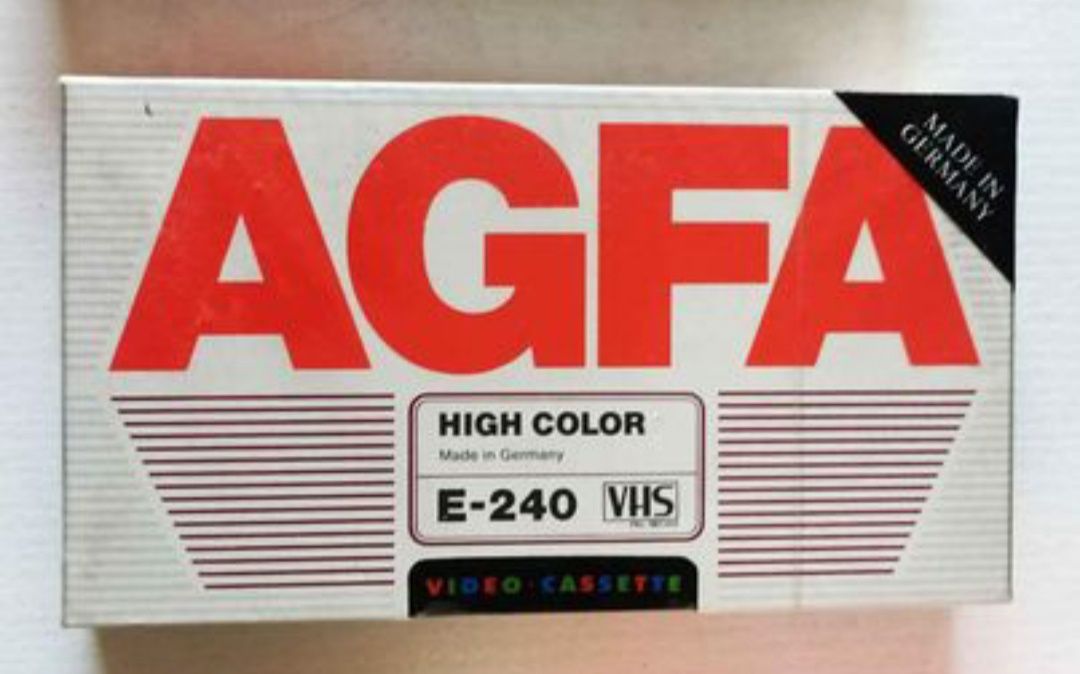 AGFA
MADE IN
GERMANY
HIGH COLOR
Made in Germany
E-240 VHS
VIDEO·CASSETTE